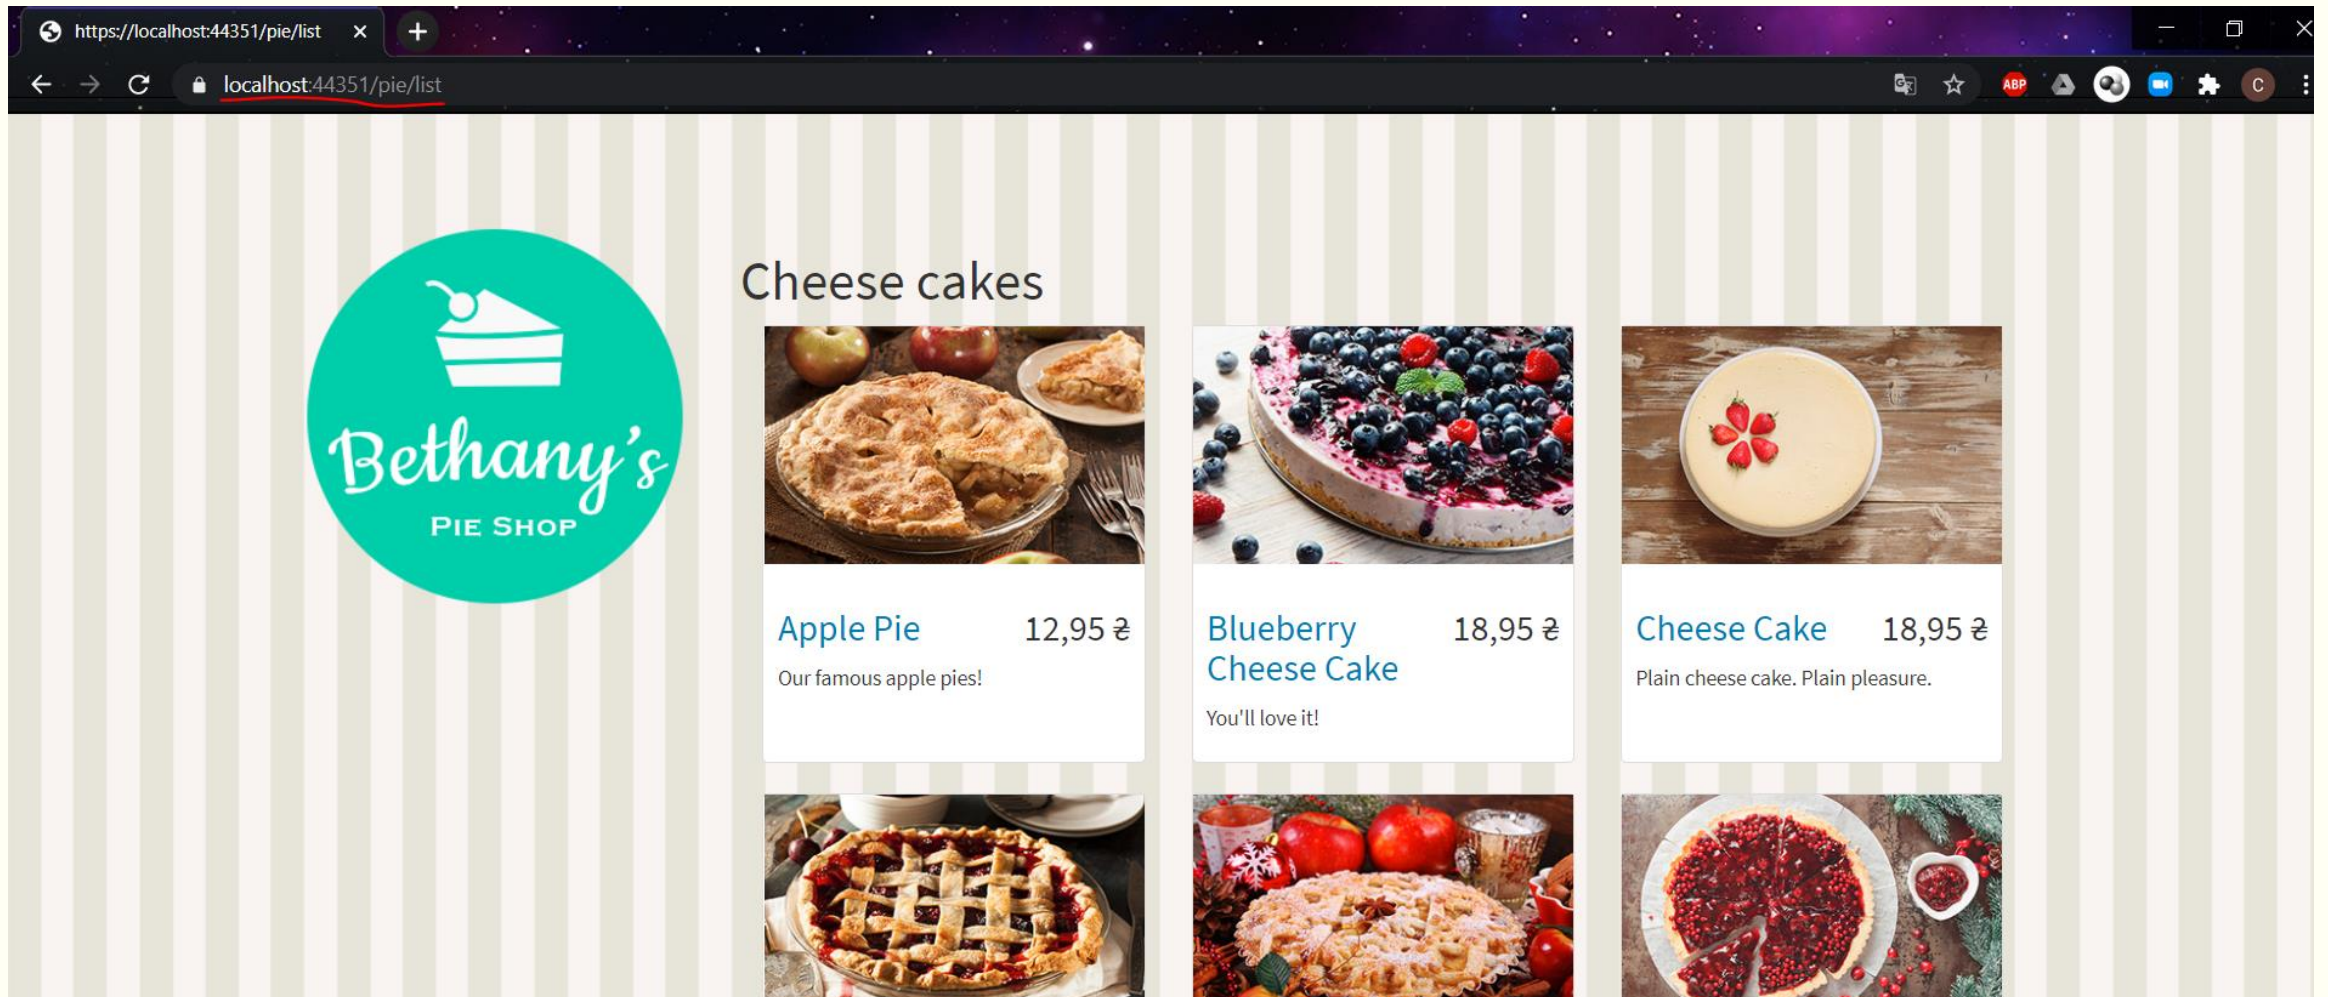 https://localhost:44351/pie/list
localhost:44351/pie/list
ABP
C
Bethany's
PIE SHOP
Cheese cakes
Apple Pie 12,95 ₴
Our famous apple pies!
Blueberry 18,95 ₴
Cheese Cake
You'll love it!
Cheese Cake 18,95 ₴
Plain cheese cake. Plain pleasure.